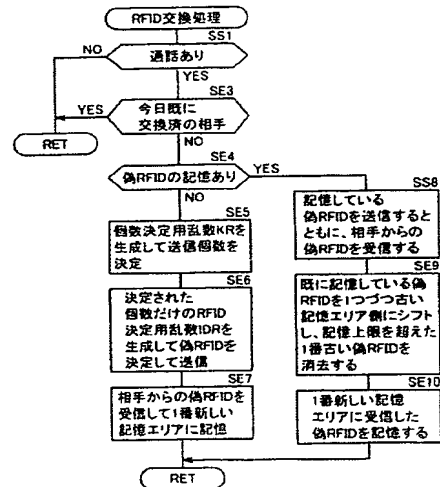 RFID交換処理
SS1
通話あり
NO
YES
SE3
今日既に
交換済の相手
YES
NO
RET
SE4
偽RFIDの記憶あり
YES
NO
SE5
個数決定用乱数KRを
生成して送信個数を
決定
SE6
決定された
個数だけのRFID
決定用乱数IDRを
生成して偽RFIDを
決定して送信
SE7
相手からの偽RFIDを
受信して1番新しい
記憶エリアに記憶
SS8
記憶している
偽RFIDを送信すると
ともに、相手からの
偽RFIDを受信する
SE9
既に記憶している偽
RFIDを1つづつ古い
記憶エリア側にシフト
し、記憶上限を超えた
1番古い偽RFIDを
消去する
SE10
1番新しい記憶
エリアに受信した
偽RFIDを記憶する
RET